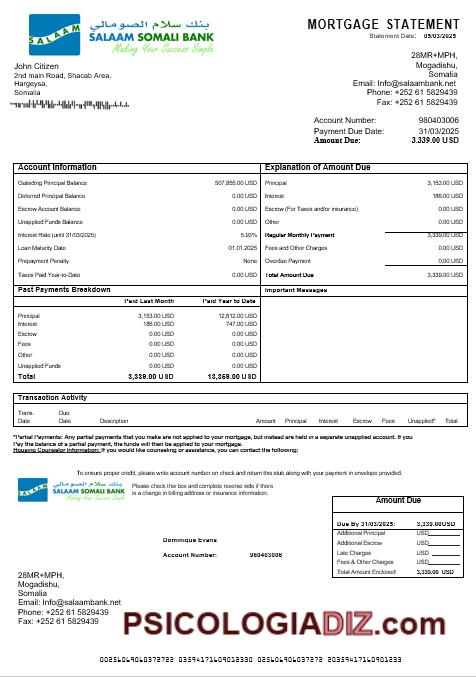 بنك سلام الصومالي
SALAAM SOMALI BANK
Making Your Success Simple
SALAAM
MORTGAGE STATEMENT
Statement Date: 05/03/2025
John Citizen
2nd main Road, Shacab Area,
Hargeysa,
Somalia
28MR+MPH,
Mogadishu,
Somalia
Email: Info@salaambank.net
Phone: +252 61 5829439
Fax: +252 61 5829439
Account Number: 980403006
Payment Due Date: 31/03/2025
Amount Due: 3,339.00 USD
Account Information
Outsiding Principal Balance 507,855.00 USD
Deferred Principal Balance 0.00 USD
Escrow Account Balance 0.00 USD
Unapplied Funds Balance 0.00 USD
Interest Rate (until 31/03/2025) 5.93%
Loan Maturity Date 01.01.2025
Prepayment Penalty None
Taxes Paid Year-to-Date 0.00 USD
Explanation of Amount Due
Principal 3,153.00 USD
Interest 186.00 USD
Escrow (For Taxes and/or insurance) 0.00 USD
Other 0.00 USD
Regular Monthly Payment 3,339.00 USD
Fees and Other Charges 0.00 USD
Overdue Payment 0.00 USD
Total Amount Due 3,339.00 USD
Past Payments Breakdown
Paid Last Month Paid Year to Date
Principal 3,153.00 USD 12,612.00 USD
Interest 186.00 USD 747.00 USD
Escrow 0.00 USD 0.00 USD
Fees 0.00 USD 0.00 USD
Other 0.00 USD 0.00 USD
Unapplied Funds 0.00 USD 0.00 USD
Total 3,339.00 USD 13,359.00 USD
Important Messages
Transaction Activity
Trans. Date Due Date Description Amount Principal Interest Escrow Fees Unapplied* Total
*Partial Payments: Any partial payments that you make are not applied to your mortgage, but instead are held in a separate unapplied account. If you
Pay the balance of a partial payment, the funds will then be applied to your mortgage.
Housing Counselor Information: If you would like counseling or assistance, you can contact the following:
To ensure proper credit, please write account number on check and return this stub along with your payment in envelope provided.
بنك سلام الصومالي
SALAAM SOMALI BANK
Making Your Success Simple
SALAAM
Please check this box and complete reverse side if there
is a change in billing address or insurance information.
Amount Due
Due By 31/03/2025: 3,339.00USD
Additional Principal USD
Additional Escrow USD
Late Charges USD
Fees & Other Charges USD
Total Amount Enclosed 3,339.00 USD
Dominique Evans
Account Number: 980403006
28MR+MPH,
Mogadishu,
Somalia
Email: Info@salaambank.net
Phone: +252 61 5829439
Fax: +252 61 5829439
PSICOLOGIADIZ.com